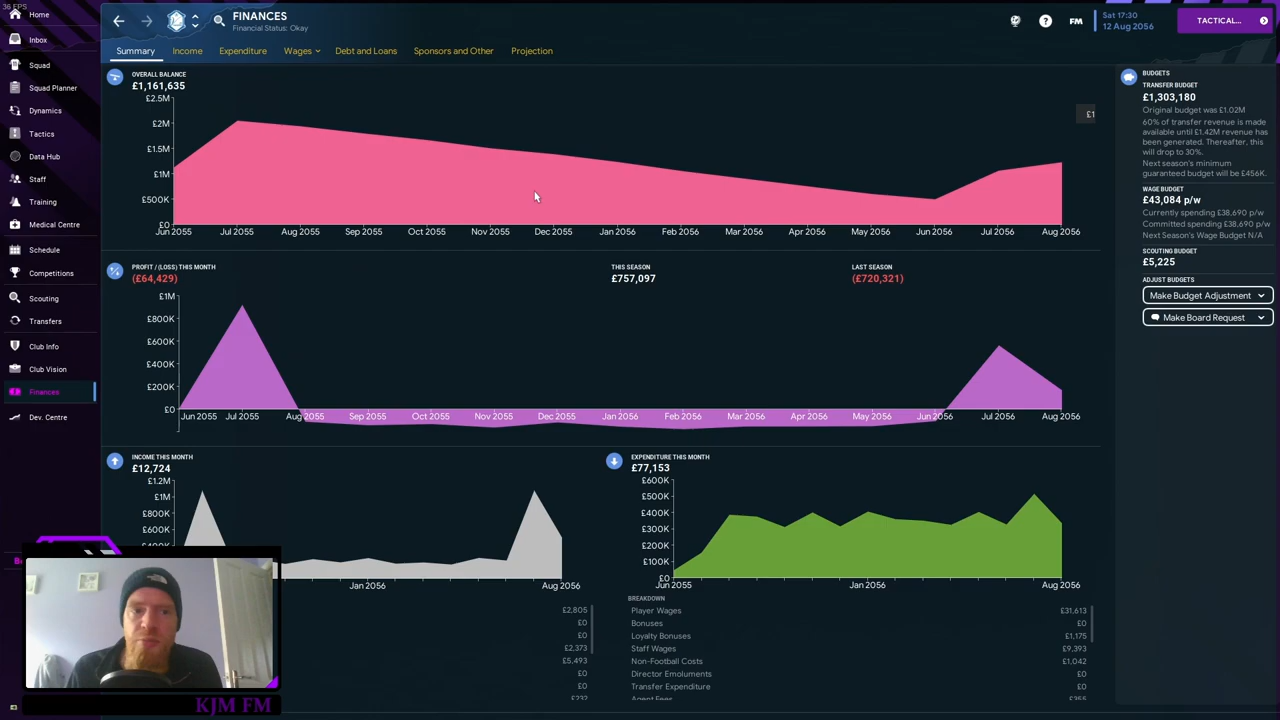 36 FPS
Home
Inbox
Squad
Squad Planner
Dynamics
Tactics
Data Hub
Staff
Training
Medical Centre
Schedule
Competitions
Scouting
Transfers
Club Info
Club Vision
Finances
Dev. Centre
FINANCES
Financial Status: Okay
FM
Sat 17:30
12 Aug 2056
TACTICAL...
Summary
Income
Expenditure
Wages
Debt and Loans
Sponsors and Other
Projection
OVERALL BALANCE
£1,161,635
£2.5M
£2M
£1.5M
£1M
£500K
£0
£1
Jun 2055 Jul 2055 Aug 2055 Sep 2055 Oct 2055 Nov 2055 Dec 2055 Jan 2056 Feb 2056 Mar 2056 Apr 2056 May 2056 Jun 2056 Jul 2056 Aug 2056
PROFIT / (LOSS) THIS MONTH
(£64,429)
THIS SEASON
£757,097
LAST SEASON
(£720,321)
£1M
£800K
£600K
£400K
£200K
£0
Jun 2055 Jul 2055 Aug 2055 Sep 2055 Oct 2055 Nov 2055 Dec 2055 Jan 2056 Feb 2056 Mar 2056 Apr 2056 May 2056 Jun 2056 Jul 2056 Aug 2056
INCOME THIS MONTH
£12,724
£1.2M
£1M
£800K
£600K
£400K
Jan 2056 Aug 2056
£2,805
£0
£0
£2,373
£5,493
£0
£0
£232
EXPENDITURE THIS MONTH
£77,153
£600K
£500K
£400K
£300K
£200K
£100K
£0
Jun 2055 Jan 2056 Aug 2056
BREAKDOWN
Player Wages £31,613
Bonuses £0
Loyalty Bonuses £1,175
Staff Wages £9,393
Non-Football Costs £1,042
Director Emoluments £0
Transfer Expenditure £0
Agent Fees £355
BUDGETS
TRANSFER BUDGET
£1,303,180
Original budget was £1.02M
60% of transfer revenue is made
available until £1.42M revenue has
been generated. Thereafter, this
will drop to 30%.
Next season's minimum
guaranteed budget will be £456K.
WAGE BUDGET
£43,084 p/w
Currently spending £38,690 p/w
Committed spending £38,690 p/w
Next Season's Wage Budget N/A
SCOUTING BUDGET
£5,225
ADJUST BUDGETS
Make Budget Adjustment
Make Board Request
KJM FM